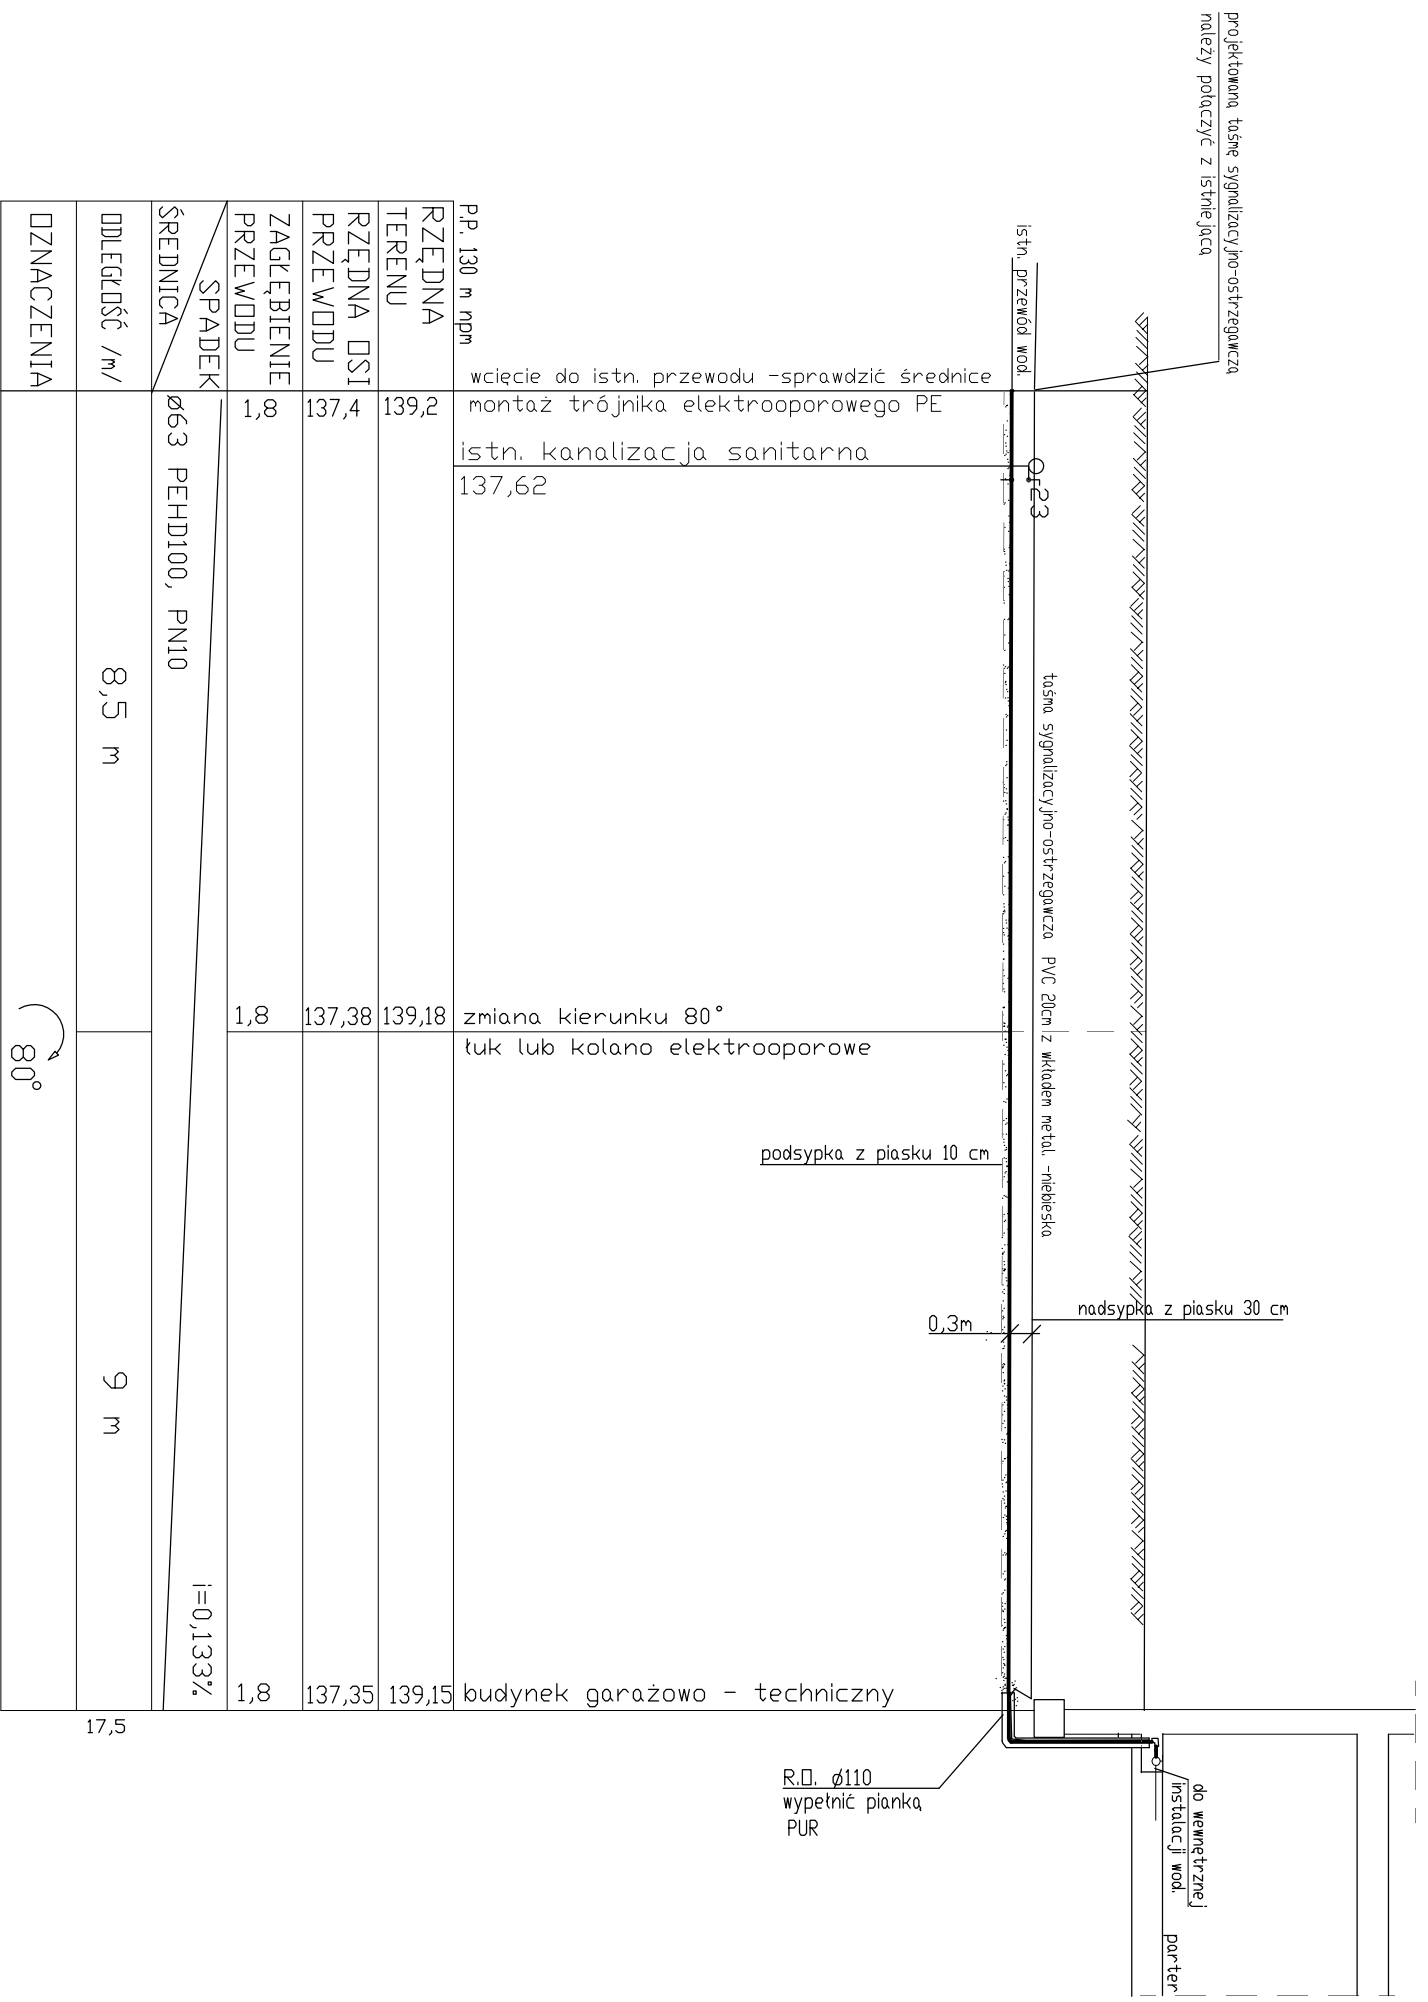 projektowaną taśmę sygnalizacyjno-ostrzegawczą
należy połączyć z istniejącą
istn. przewód wod.
taśma sygnalizacyjno-ostrzegawcza PVC 20cm z wkładem metal. -niebieska
nadsypka z piasku 30 cm
0,3m
podsypka z piasku 10 cm
do wewnętrznej
instalacji wod.
parter
R.O. ø110
wypełnić pianką
PUR
wcięcie do istn. przewodu -sprawdzić średnice
montaż trójnika elektrooporowego PE
istn. kanalizacja sanitarna
137,62
zmiana kierunku 80°
łuk lub kolano elektrooporowe
budynek garażowo - techniczny
P.P. 130 m npm
RZĘDNA
TERENU
139,2
139,18
139,15
RZĘDNA OSI
PRZEWODU
137,4
137,38
137,35
ZAGŁĘBIENIE
PRZEWODU
1,8
1,8
1,8
SPADEK
ŚREDNICA
ø63 PEHD100, PN10
i=0,133%
ODLEGŁOŚĆ /m/
8,5 m
9 m
17,5
OZNACZENIA
80°